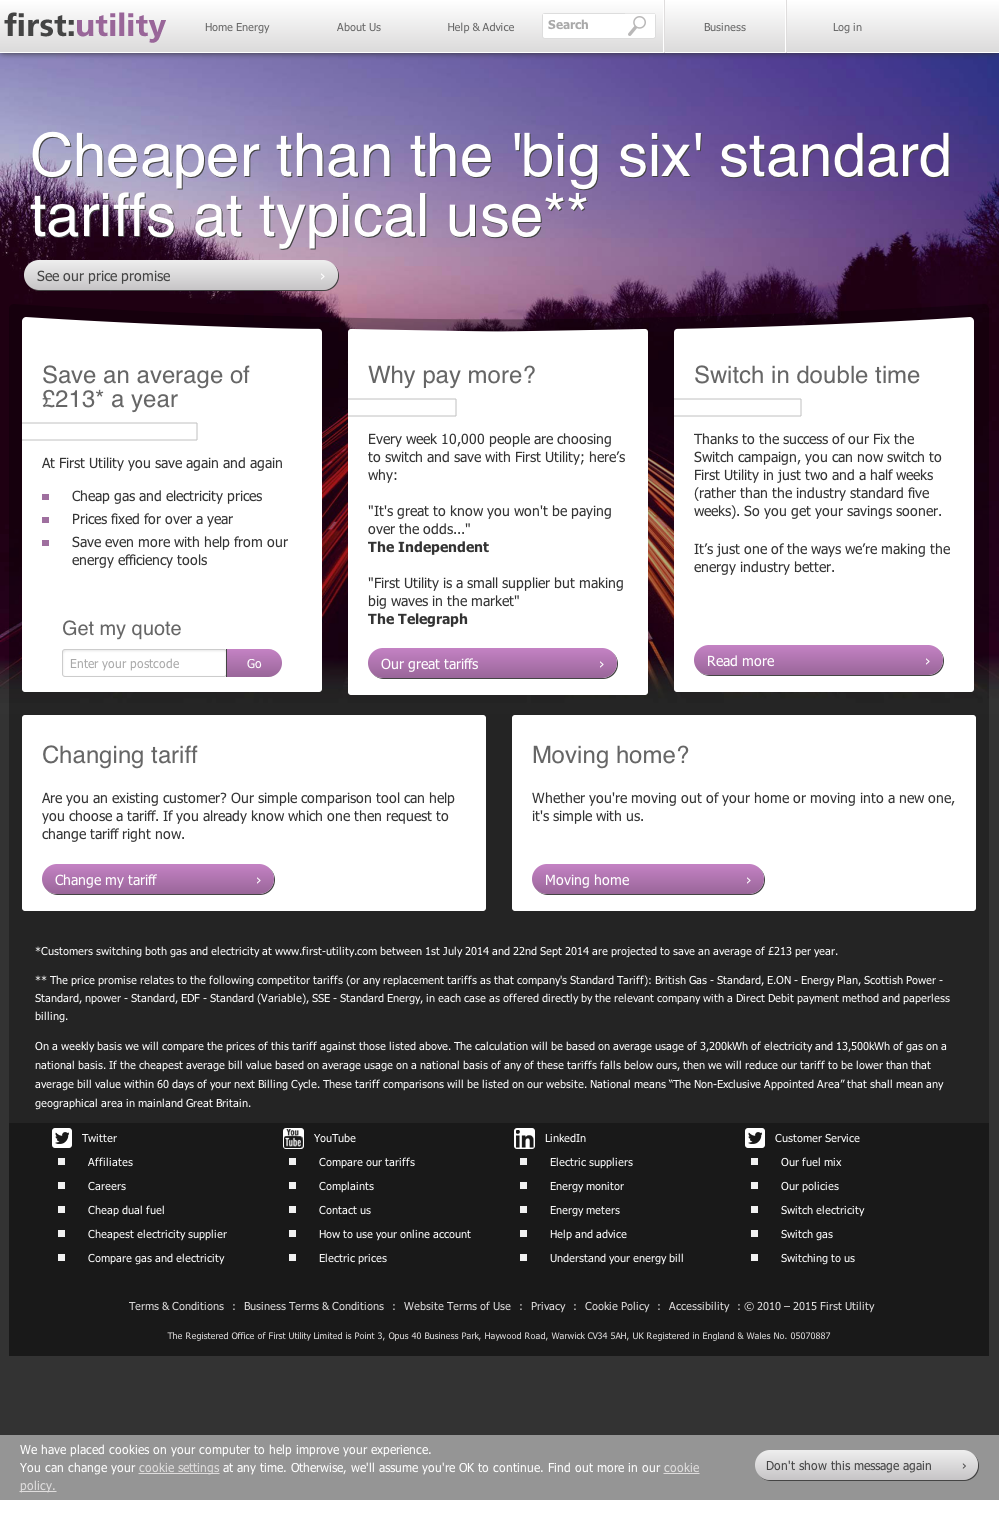 first:utility
Home Energy
About Us
Help & Advice
Search
Business
Log in
Cheaper than the 'big six' standard
tariffs at typical use**
See our price promise
Save an average of
£213* a year
At First Utility you save again and again
Cheap gas and electricity prices
Prices fixed for over a year
Save even more with help from our
energy efficiency tools
Get my quote
Enter your postcode
Go
Why pay more?
Every week 10,000 people are choosing
to switch and save with First Utility; here’s
why:
"It's great to know you won't be paying
over the odds..."
The Independent
"First Utility is a small supplier but making
big waves in the market"
The Telegraph
Our great tariffs
Switch in double time
Thanks to the success of our Fix the
Switch campaign, you can now switch to
First Utility in just two and a half weeks
(rather than the industry standard five
weeks). So you get your savings sooner.
It’s just one of the ways we’re making the
energy industry better.
Read more
Changing tariff
Are you an existing customer? Our simple comparison tool can help
you choose a tariff. If you already know which one then request to
change tariff right now.
Change my tariff
Moving home?
Whether you're moving out of your home or moving into a new one,
it's simple with us.
Moving home
*Customers switching both gas and electricity at www.first-utility.com between 1st July 2014 and 22nd Sept 2014 are projected to save an average of £213 per year.
** The price promise relates to the following competitor tariffs (or any replacement tariffs as that company's Standard Tariff): British Gas - Standard, E.ON - Energy Plan, Scottish Power -
Standard, npower - Standard, EDF - Standard (Variable), SSE - Standard Energy, in each case as offered directly by the relevant company with a Direct Debit payment method and paperless
billing.
On a weekly basis we will compare the prices of this tariff against those listed above. The calculation will be based on average usage of 3,200kWh of electricity and 13,500kWh of gas on a
national basis. If the cheapest average bill value based on average usage on a national basis of any of these tariffs falls below ours, then we will reduce our tariff to be lower than that
average bill value within 60 days of your next Billing Cycle. These tariff comparisons will be listed on our website. National means “The Non-Exclusive Appointed Area” that shall mean any
geographical area in mainland Great Britain.
Twitter
Affiliates
Careers
Cheap dual fuel
Cheapest electricity supplier
Compare gas and electricity
You
Tube
YouTube
Compare our tariffs
Complaints
Contact us
How to use your online account
Electric prices
in
LinkedIn
Electric suppliers
Energy monitor
Energy meters
Help and advice
Understand your energy bill
Customer Service
Our fuel mix
Our policies
Switch electricity
Switch gas
Switching to us
Terms & Conditions : Business Terms & Conditions : Website Terms of Use : Privacy : Cookie Policy : Accessibility : © 2010 – 2015 First Utility
The Registered Office of First Utility Limited is Point 3, Opus 40 Business Park, Haywood Road, Warwick CV34 5AH, UK Registered in England & Wales No. 05070887
We have placed cookies on your computer to help improve your experience.
You can change your cookie settings at any time. Otherwise, we'll assume you're OK to continue. Find out more in our cookie
policy.
Don't show this message again